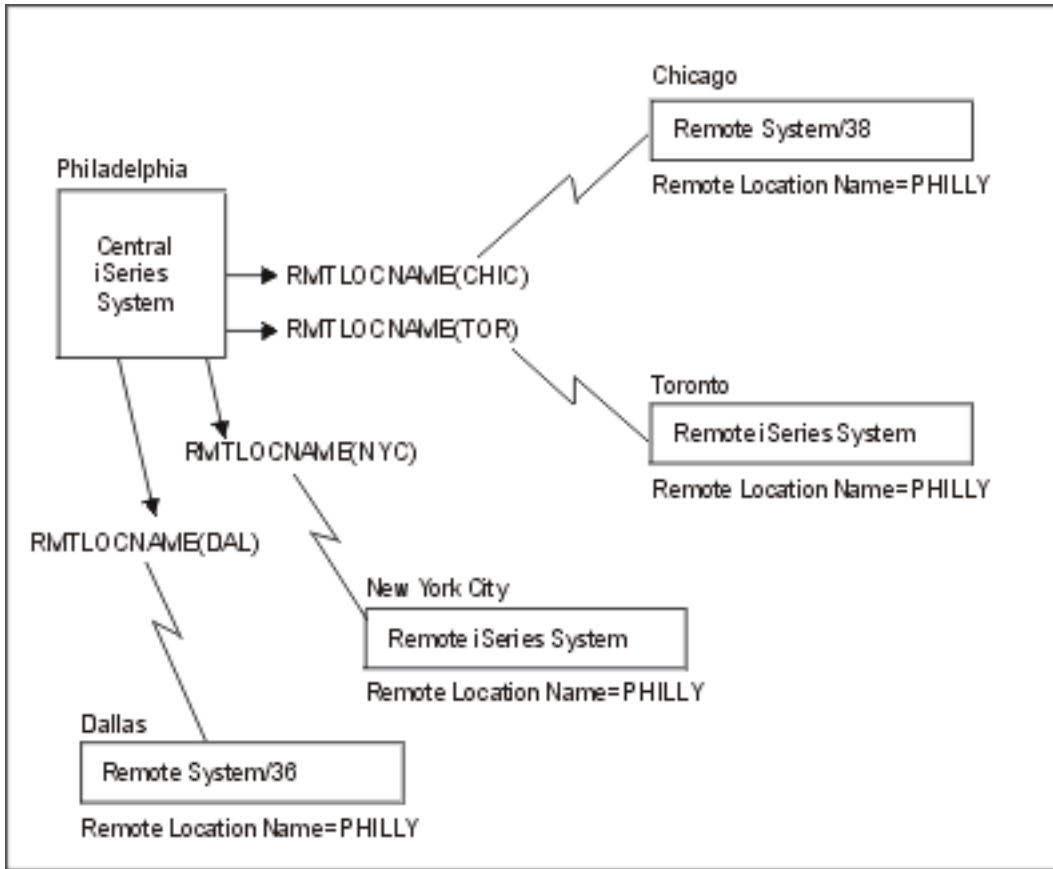 Chicago
Remote System/38
Remote Location Name=PHILLY
Philadelphia
Central
iSeries
System
RMTLOCNAME(CHIC)
RMTLOCNAME(TOR)
Toronto
Remote iSeries System
Remote Location Name=PHILLY
RMTLOCNAME(NYC)
RMTLOCNAME(DAL)
New York City
Remote iSeries System
Remote Location Name=PHILLY
Dallas
Remote System/36
Remote Location Name=PHILLY